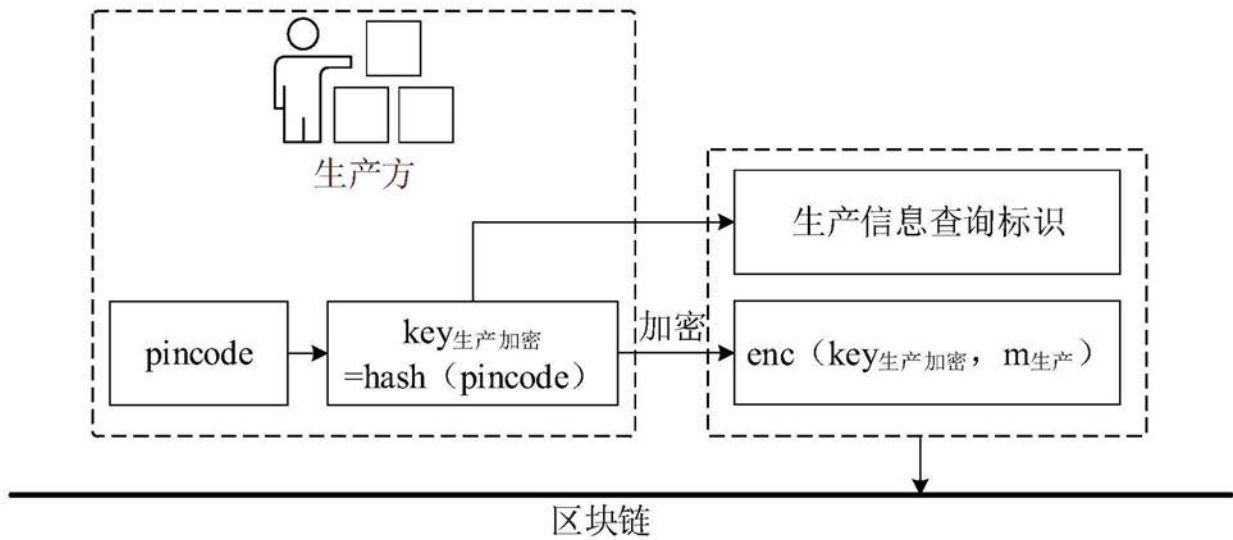 生产方
生产信息查询标识
pincode
key生产加密
=hash（pincode）
加密
enc（key生产加密，m生产）
区块链